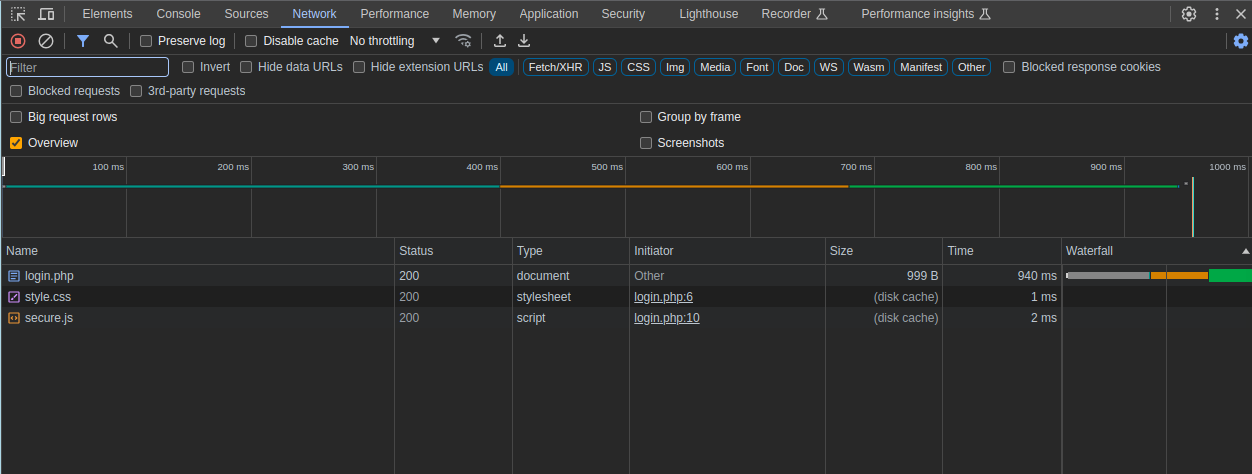 Elements Console Sources Network Performance Memory Application Security Lighthouse Recorder Performance insights
Preserve log Disable cache No throttling
Filter Invert Hide data URLs Hide extension URLs All Fetch/XHR JS CSS Img Media Font Doc WS Wasm Manifest Other Blocked response cookies
Blocked requests 3rd-party requests
Big request rows Group by frame
Overview Screenshots
100 ms 200 ms 300 ms 400 ms 500 ms 600 ms 700 ms 800 ms 900 ms 1000 ms
Name Status Type Initiator Size Time Waterfall
login.php 200 document Other 999 B 940 ms
style.css 200 stylesheet login.php:6 (disk cache) 1 ms
secure.js 200 script login.php:10 (disk cache) 2 ms